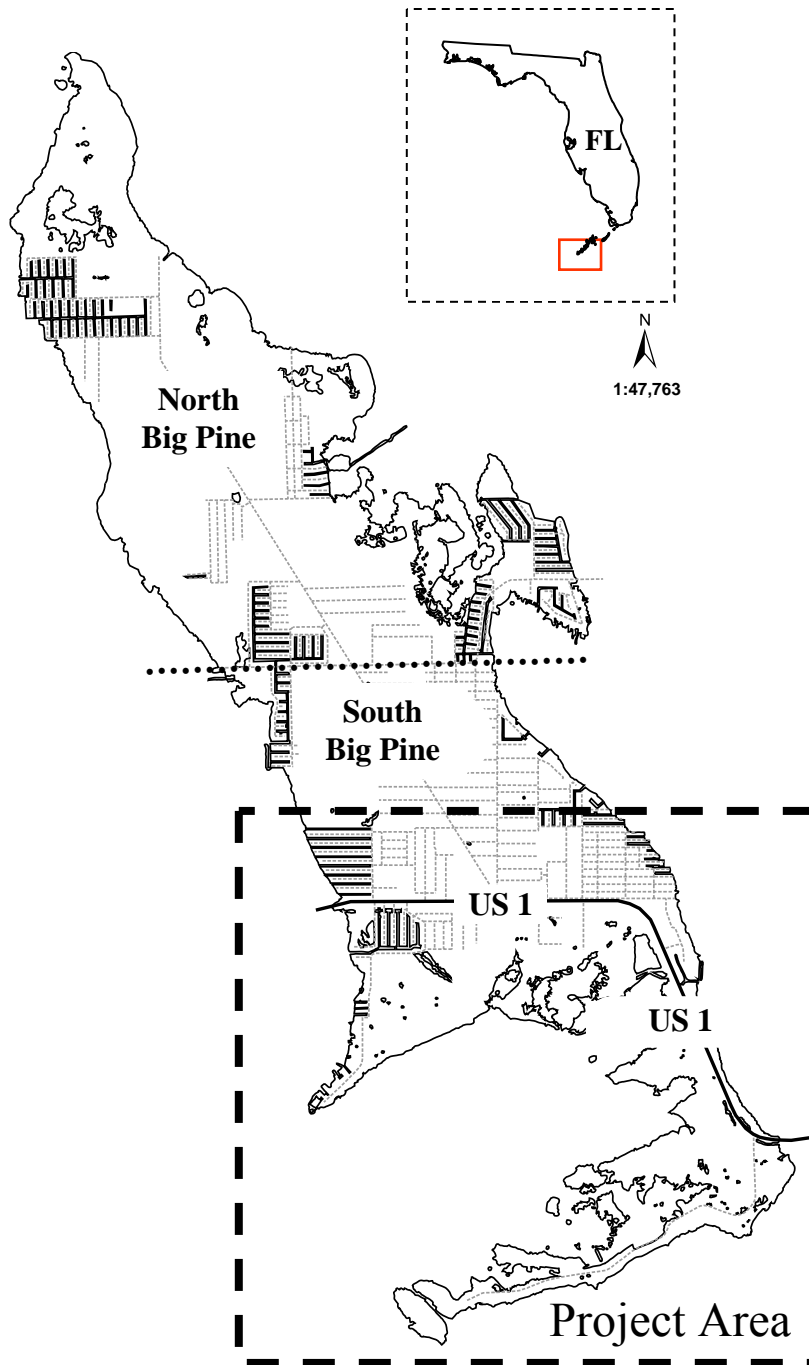 FL
N
1:47,763
North
Big Pine
South
Big Pine
US 1
US 1
Project Area